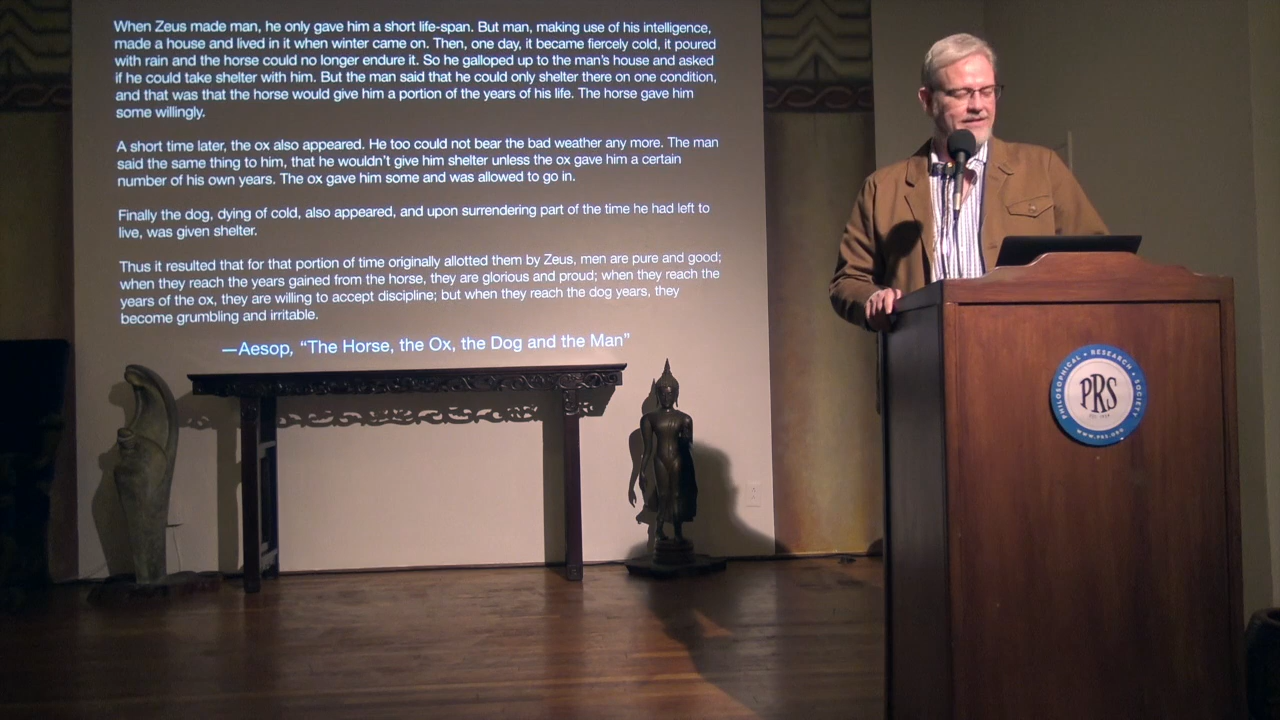 When Zeus made man, he only gave him a short life-span. But man, making use of his intelligence,
made a house and lived in it when winter came on. Then, one day, it became fiercely cold, it poured
with rain and the horse could no longer endure it. So he galloped up to the man's house and asked
if he could take shelter with him. But the man said that he could only shelter there on one condition,
and that was that the horse would give him a portion of the years of his life. The horse gave him
some willingly.
A short time later, the ox also appeared. He too could not bear the bad weather any more. The man
said the same thing to him, that he wouldn't give him shelter unless the ox gave him a certain
number of his own years. The ox gave him some and was allowed to go in.
Finally the dog, dying of cold, also appeared, and upon surrendering part of the time he had left to
live, was given shelter.
Thus it resulted that for that portion of time originally allotted them by Zeus, men are pure and good;
when they reach the years gained from the horse, they are glorious and proud; when they reach the
years of the ox, they are willing to accept discipline; but when they reach the dog years, they
become grumbling and irritable.
—Aesop, “The Horse, the Ox, the Dog and the Man”
PHILOSOPHICAL • RESEARCH • SOCIETY
PRS
WWW.PRS.ORG